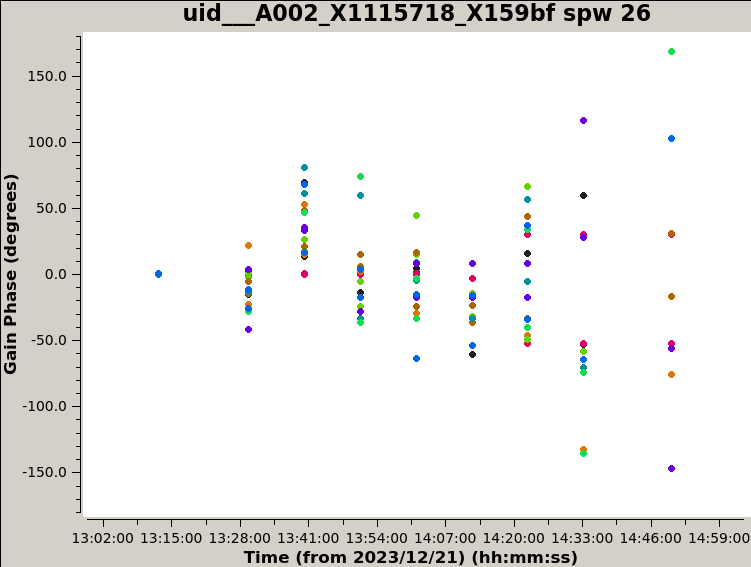 uid___A002_X1115718_X159bf spw 26
150.0
100.0
50.0
0.0
-50.0
-100.0
-150.0
Gain Phase (degrees)
13:02:00 13:15:00 13:28:00 13:41:00 13:54:00 14:07:00 14:20:00 14:33:00 14:46:00 14:59:00
Time (from 2023/12/21) (hh:mm:ss)